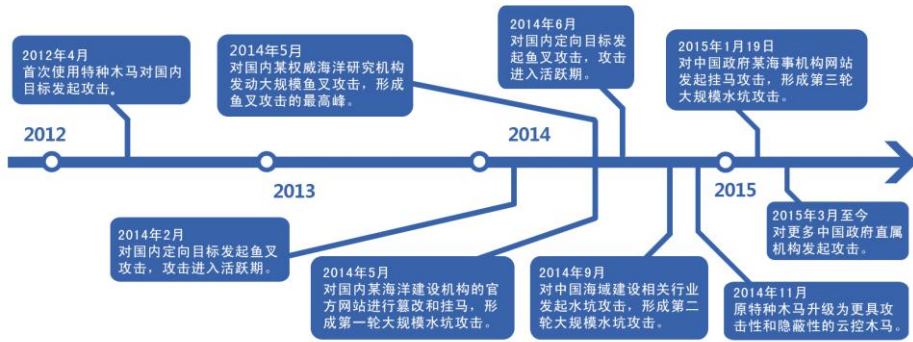 2012年4月
首次使用特种木马对国内
目标发起攻击。
2014年5月
对国内某权威海洋研究机构
发动大规模鱼叉攻击，形成
鱼叉攻击的最高峰。
2014年6月
对国内定向目标发
起鱼叉攻击，攻击
进入活跃期。
2015年1月19日
对中国政府某海事机构网站
发起挂马攻击，形成第三轮
大规模水坑攻击。
2012
2013
2014
2015
2014年2月
对国内定向目标发起鱼叉
攻击，攻击进入活跃期。
2014年5月
对国内某海洋建设机构的官
方网站进行篡改和挂马，形
成第一轮大规模水坑攻击。
2014年9月
对中国海域建设相关行业
发起水坑攻击，形成第二
轮大规模水坑攻击。
2014年11月
原特种木马升级为更具攻
击性和隐蔽性的云控木马。
2015年3月至今
对更多中国政府直属
机构发起攻击。